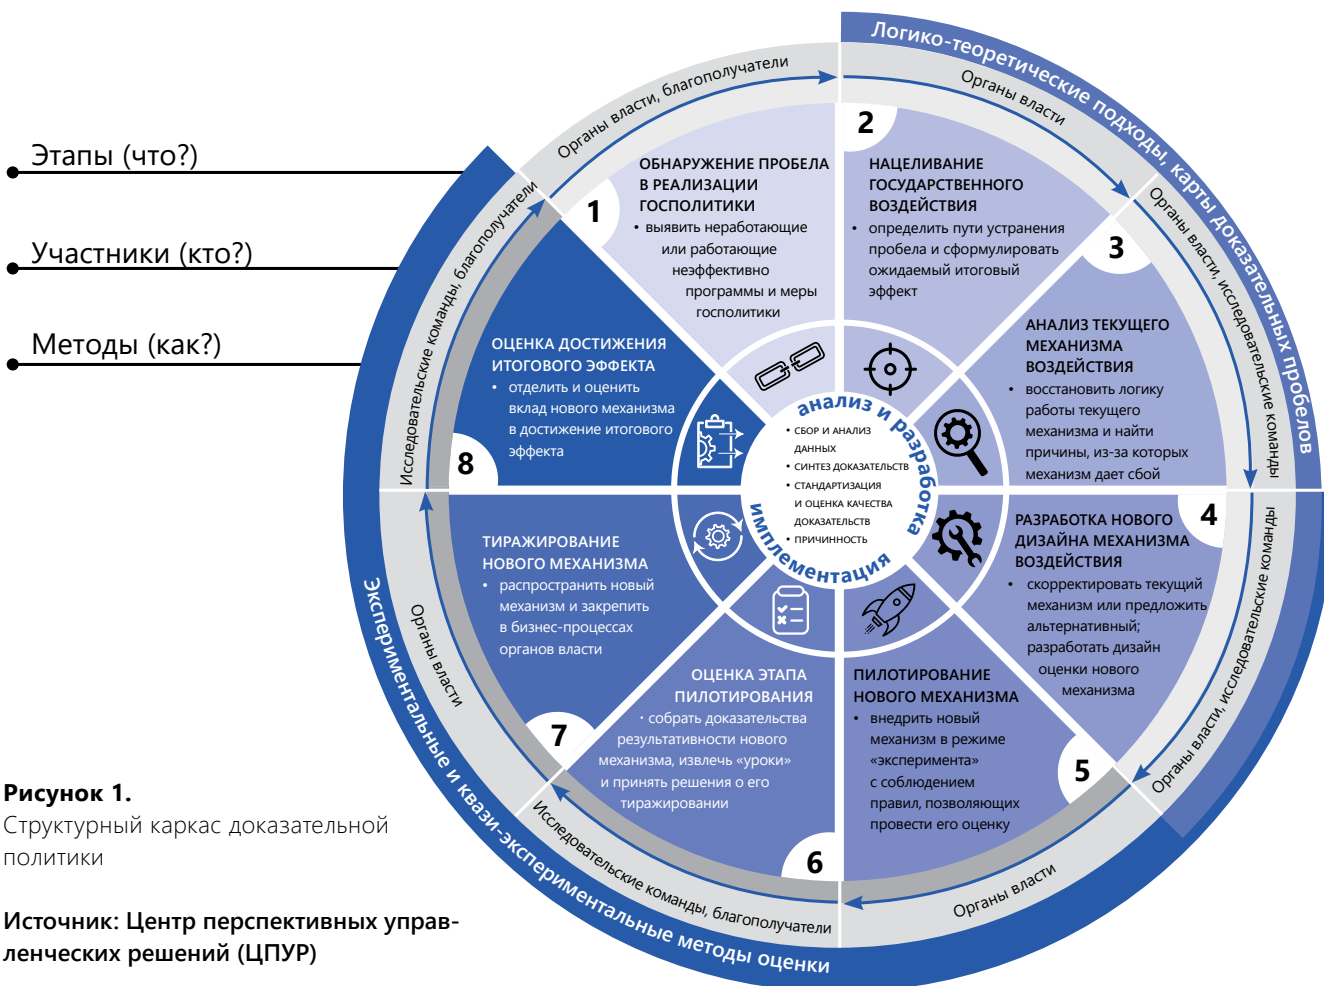 Этапы (что?)
Участники (кто?)
Методы (как?)
Логико-теоретические подходы, карты доказательных пробелов
Экспериментальные и квази-экспериментальные методы оценки
Органы власти, благополучатели
1
ОБНАРУЖЕНИЕ ПРОБЕЛА
В РЕАЛИЗАЦИИ
ГОСПОЛИТИКИ
• выявить неработающие
или работающие
неэффективно
программы и меры
госполитики
Органы власти
2
НАЦЕЛИВАНИЕ
ГОСУДАРСТВЕННОГО
ВОЗДЕЙСТВИЯ
• определить пути устранения
пробела и сформулировать
ожидаемый итоговый
эффект
Органы власти, исследовательские команды
3
АНАЛИЗ ТЕКУЩЕГО
МЕХАНИЗМА
ВОЗДЕЙСТВИЯ
• восстановить логику
работы текущего
механизма и найти
причины, из-за которых
механизм дает сбой
Органы власти, исследовательские команды
4
РАЗРАБОТКА НОВОГО
ДИЗАЙНА МЕХАНИЗМА
ВОЗДЕЙСТВИЯ
• скорректировать текущий
механизм или предложить
альтернативный;
разработать дизайн
оценки нового
механизма
Органы власти
5
ПИЛОТИРОВАНИЕ
НОВОГО МЕХАНИЗМА
• внедрить новый
механизм в режиме
«эксперимента»
с соблюдением
правил, позволяющих
провести его оценку
Исследовательские команды, благополучатели
6
ОЦЕНКА ЭТАПА
ПИЛОТИРОВАНИЯ
· собрать доказательства
результативности нового
механизма, извлечь «уроки»
и принять решения о его
тиражировании
Органы власти
7
ТИРАЖИРОВАНИЕ
НОВОГО МЕХАНИЗМА
• распространить новый
механизм и закрепить
в бизнес-процессах
органов власти
Исследовательские команды, благополучатели
8
ОЦЕНКА ДОСТИЖЕНИЯ
ИТОГОВОГО ЭФФЕКТА
• отделить и оценить
вклад нового механизма
в достижение итогового
эффекта
анализ и разработка
• СБОР И АНАЛИЗ
ДАННЫХ
• СИНТЕЗ ДОКАЗАТЕЛЬСТВ
• СТАНДАРТИЗАЦИЯ
И ОЦЕНКА КАЧЕСТВА
ДОКАЗАТЕЛЬСТВ
• ПРИЧИННОСТЬ
имплементация
Рисунок 1.
Структурный каркас доказательной
политики
Источник: Центр перспективных управ-
ленческих решений (ЦПУР)